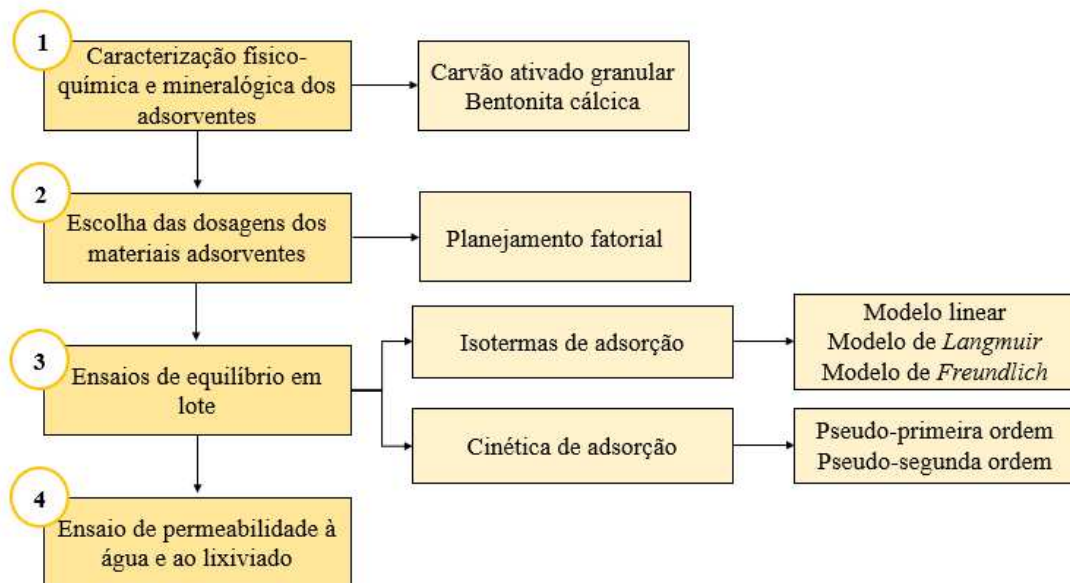 1
Caracterização físico-
química e mineralógica dos
adsorventes
Carvão ativado granular
Bentonita cálcica
2
Escolha das dosagens dos
materiais adsorventes
Planejamento fatorial
3
Ensaios de equilíbrio em
lote
Isotermas de adsorção
Modelo linear
Modelo de Langmuir
Modelo de Freundlich
Cinética de adsorção
Pseudo-primeira ordem
Pseudo-segunda ordem
4
Ensaio de permeabilidade à
água e ao lixiviado